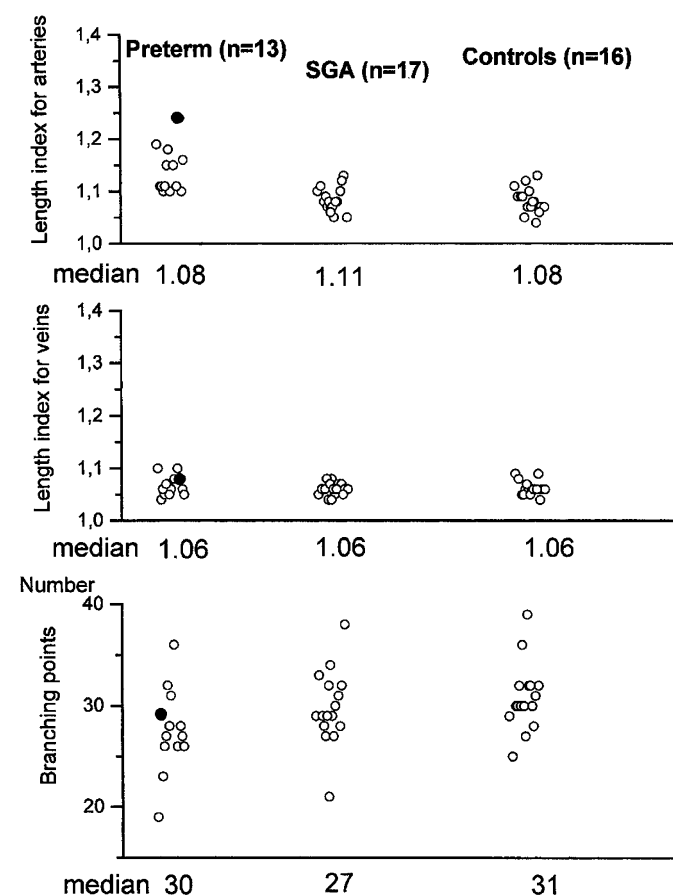 Length index for arteries
1,4
1,3
1,2
1,1
1,0
Preterm (n=13)
SGA (n=17)
Controls (n=16)
median 1.08 1.11 1.08
Length index for veins
1,4
1,3
1,2
1,1
1,0
median 1.06 1.06 1.06
Number
Branching points
40
30
20
median 30 27 31